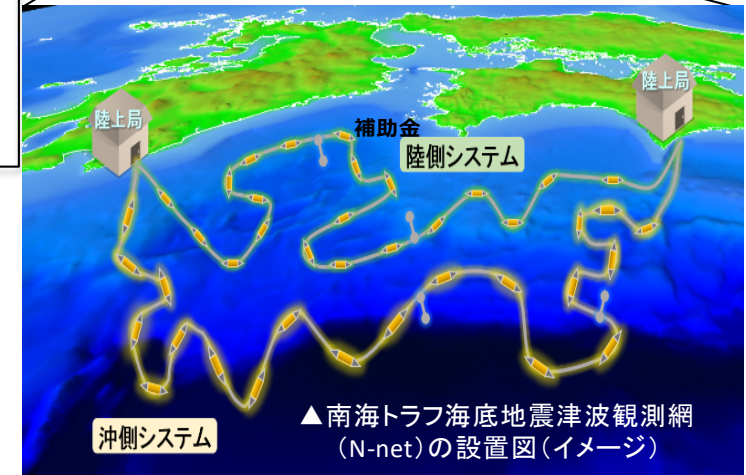 陸上局
陸上局
補助金
陸側システム
沖側システム
▲南海トラフ海底地震津波観測網
（N-net）の設置図（イメージ）